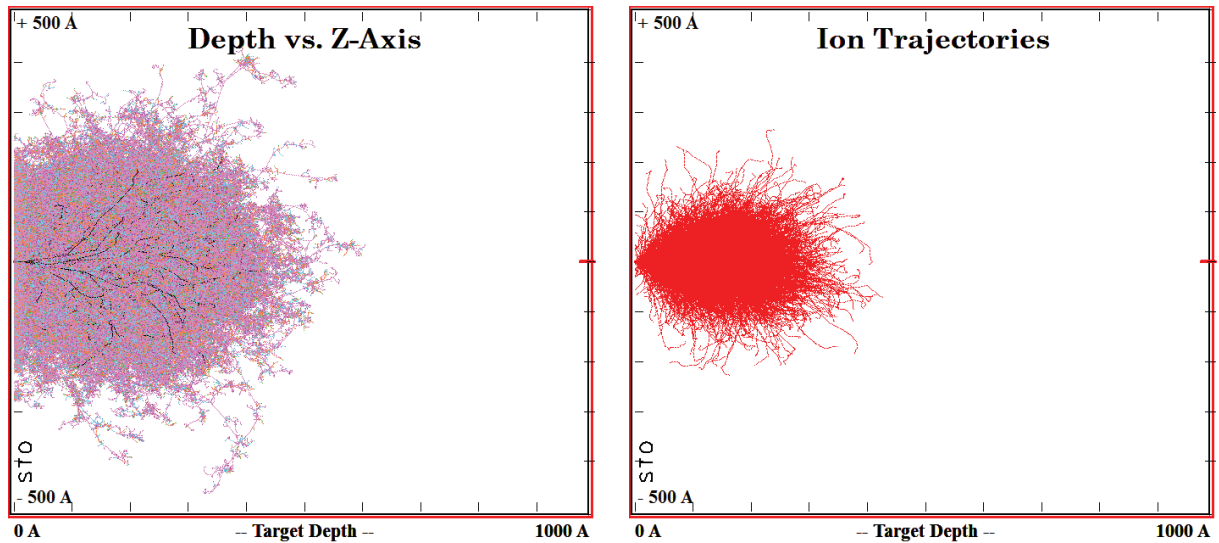 + 500 A
Depth vs. Z-Axis
STO
- 500 A
0 A
-- Target Depth --
1000 A
+ 500 A
Ion Trajectories
STO
- 500 A
0 A
-- Target Depth --
1000 A